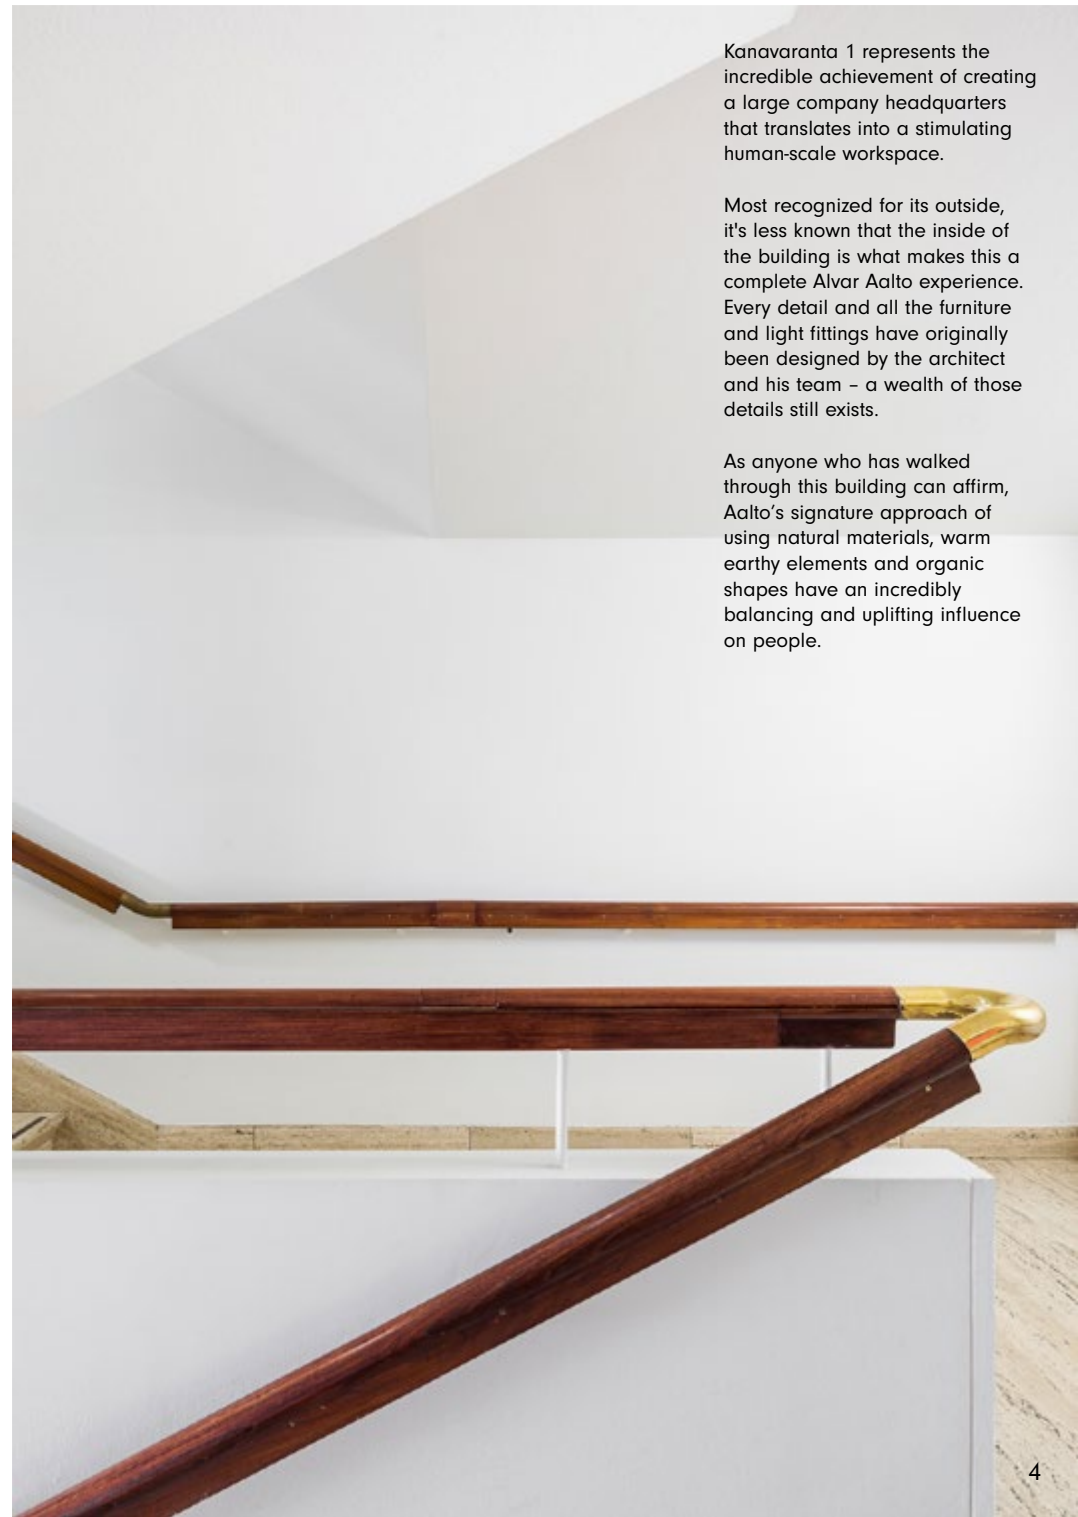 Kanavaranta 1 represents the
incredible achievement of creating
a large company headquarters
that translates into a stimulating
human-scale workspace.
Most recognized for its outside,
it's less known that the inside of
the building is what makes this a
complete Alvar Aalto experience.
Every detail and all the furniture
and light fittings have originally
been designed by the architect
and his team – a wealth of those
details still exists.
As anyone who has walked
through this building can affirm,
Aalto’s signature approach of
using natural materials, warm
earthy elements and organic
shapes have an incredibly
balancing and uplifting influence
on people.
4